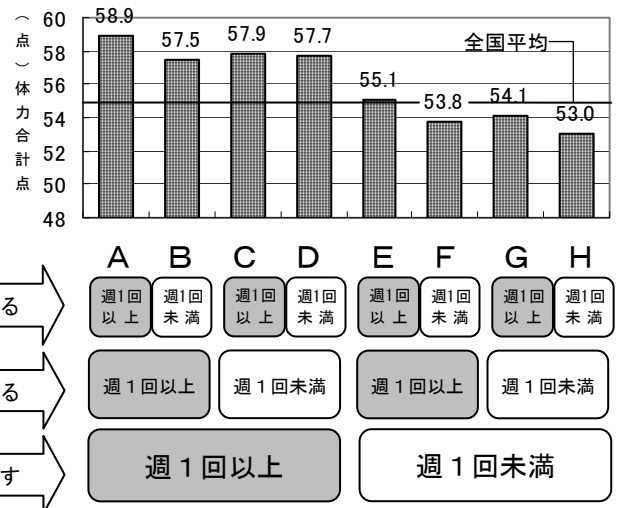 （点）体力合計点
60
58
56
54
52
50
48
58.9
57.5
57.9
57.7
55.1
53.8
54.1
53.0
全国平均
A B C D E F G H
る
週1回以上
週1回未満
週1回以上
週1回未満
週1回以上
週1回未満
週1回以上
週1回未満
る
週１回以上
週１回未満
週１回以上
週１回未満
す
週１回以上
週１回未満